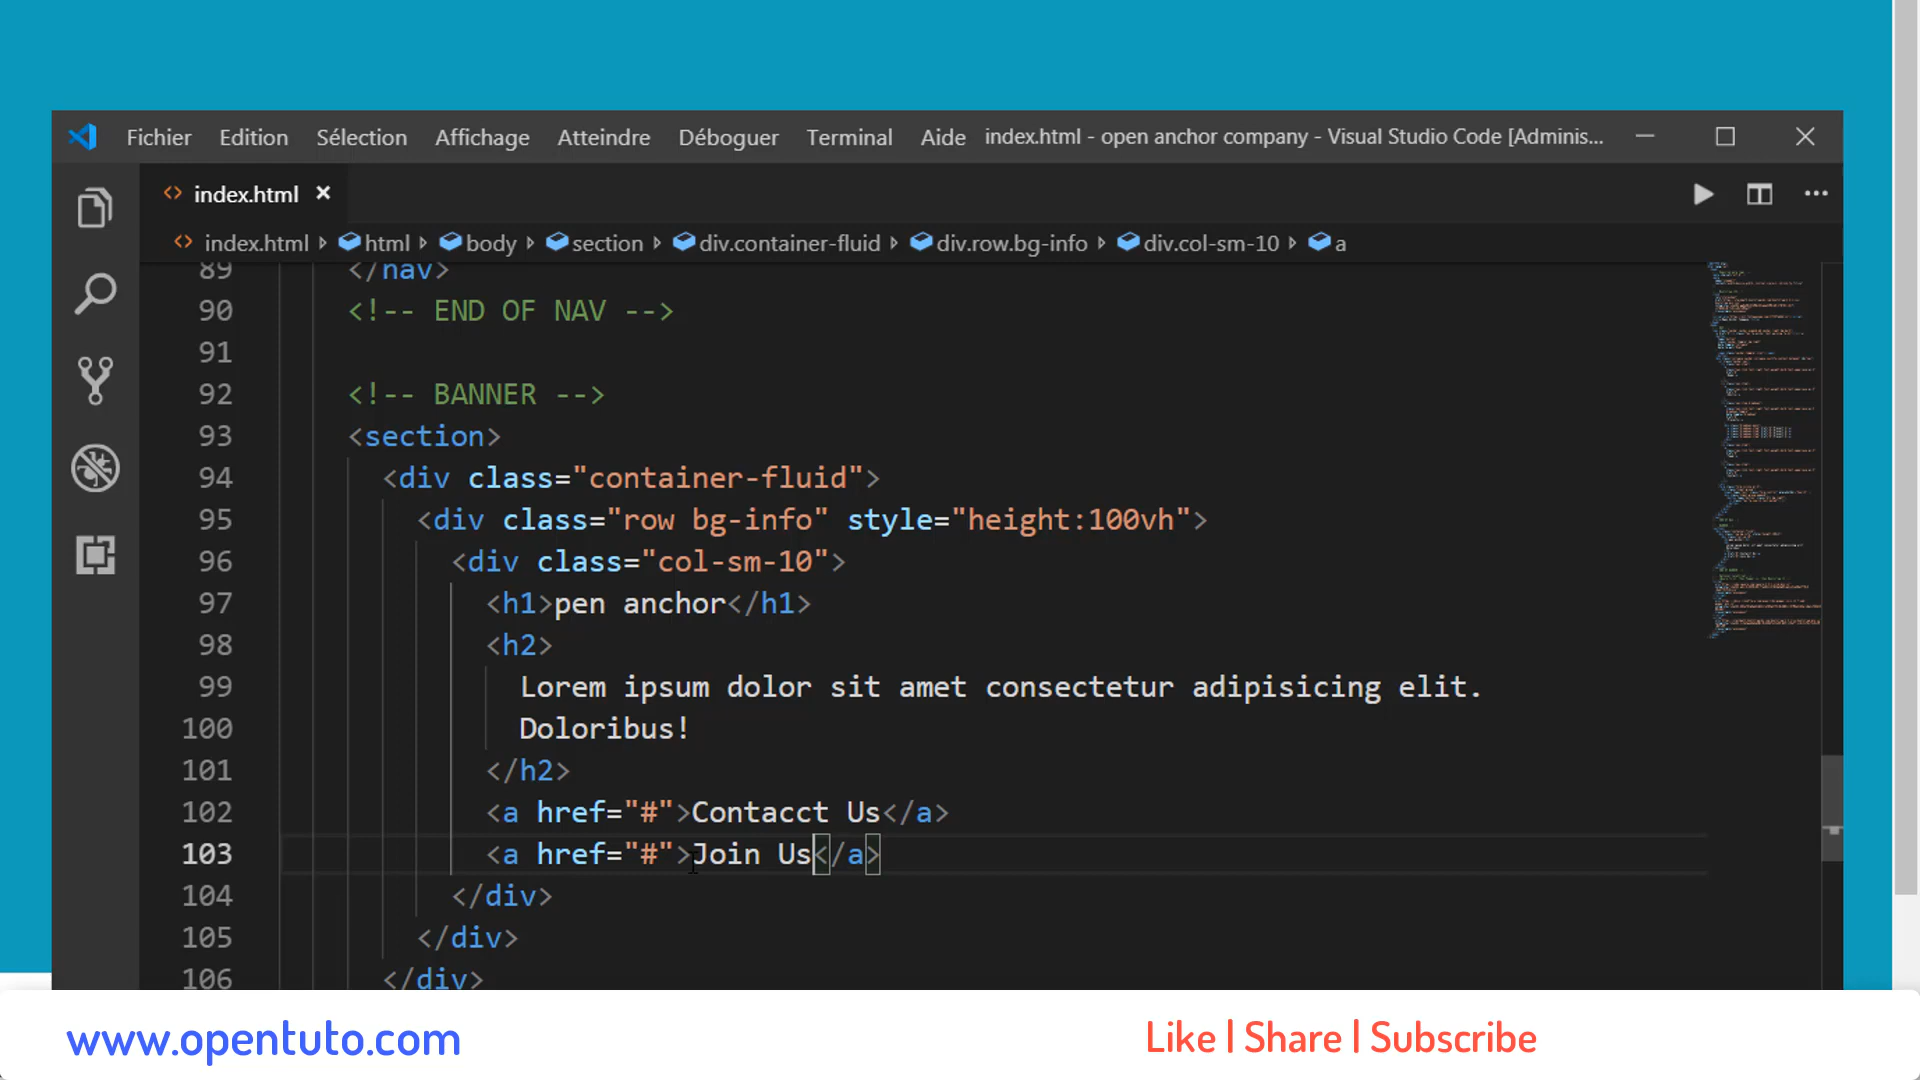 Fichier Edition Sélection Affichage Atteindre Déboguer Terminal Aide index.html - open anchor company - Visual Studio Code [Adminis...
index.html
index.html html body section div.container-fluid div.row.bg-info div.col-sm-10 a
89 </nav>
90 <!-- END OF NAV -->
91
92 <!-- BANNER -->
93 <section>
94 <div class="container-fluid">
95 <div class="row bg-info" style="height:100vh">
96 <div class="col-sm-10">
97 <h1>pen anchor</h1>
98 <h2>
99 Lorem ipsum dolor sit amet consectetur adipisicing elit.
100 Doloribus!
101 </h2>
102 <a href="#">Contacct Us</a>
103 <a href="#">Join Us</a>
104 </div>
105 </div>
106 </div>
www.opentuto.com
Like | Share | Subscribe